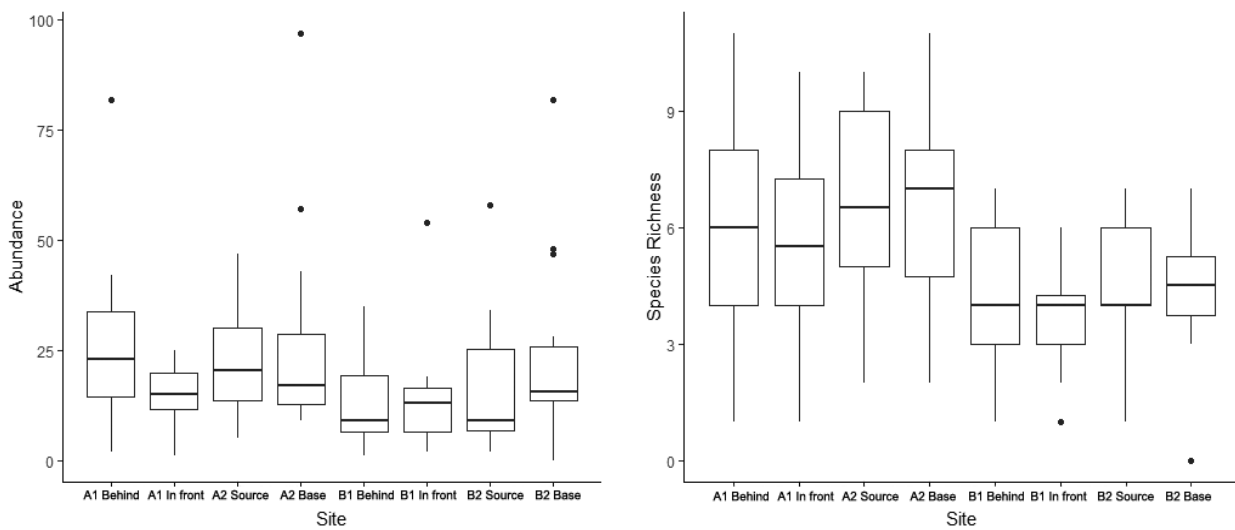 100
75
50
25
0
Abundance
A1 Behind A1 In front A2 Source A2 Base B1 Behind B1 In front B2 Source B2 Base
Site
9
6
3
0
Species Richness
A1 Behind A1 In front A2 Source A2 Base B1 Behind B1 In front B2 Source B2 Base
Site